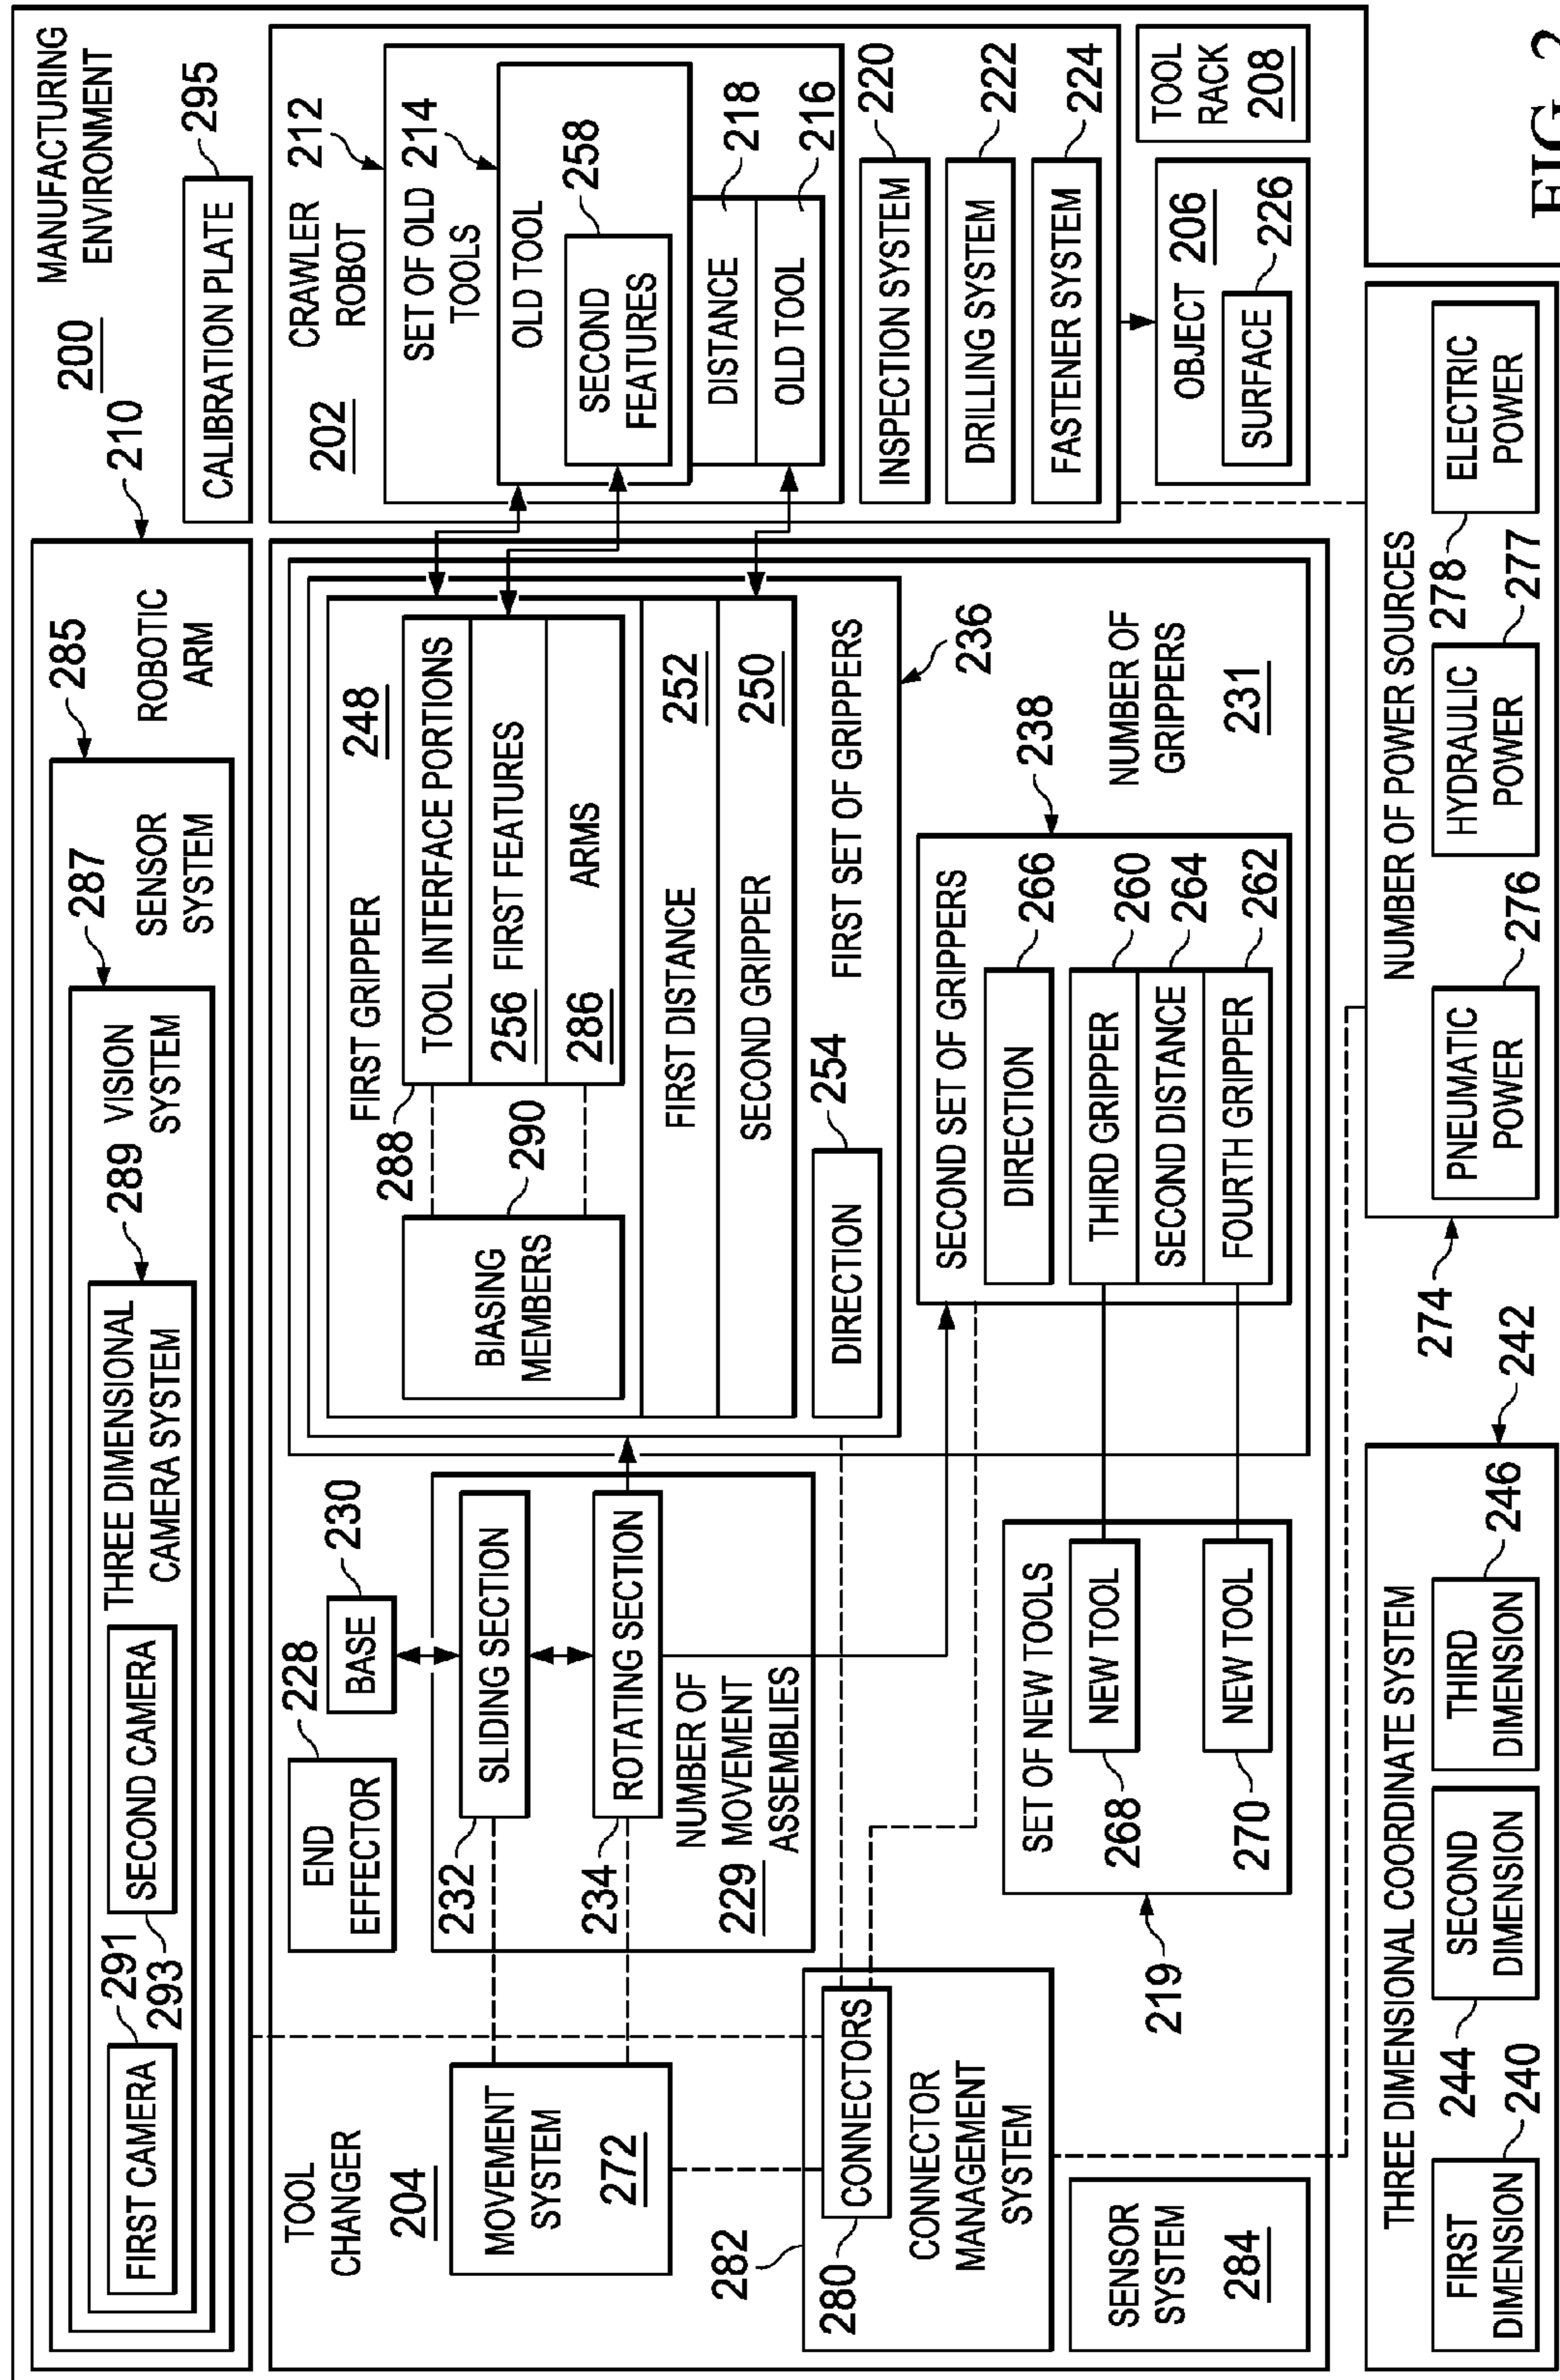 MANUFACTURING
ENVIRONMENT
200
210
ROBOTIC
ARM
285
SENSOR
SYSTEM
287
VISION
SYSTEM
289
THREE DIMENSIONAL
CAMERA SYSTEM
FIRST CAMERA
291
SECOND CAMERA
293
CALIBRATION PLATE
295
TOOL
CHANGER
204
END
EFFECTOR
228
BASE
230
SLIDING SECTION
232
ROTATING SECTION
234
NUMBER OF
MOVEMENT
ASSEMBLIES
229
MOVEMENT
SYSTEM
272
CONNECTORS
280
CONNECTOR
MANAGEMENT
SYSTEM
282
SENSOR
SYSTEM
284
SET OF NEW TOOLS
NEW TOOL
268
NEW TOOL
270
219
FIRST GRIPPER
248
TOOL INTERFACE PORTIONS
288
FIRST FEATURES
256
ARMS
286
BIASING
MEMBERS
290
FIRST DISTANCE
252
SECOND GRIPPER
250
DIRECTION
254
FIRST SET OF GRIPPERS
236
SECOND SET OF GRIPPERS
238
DIRECTION
266
THIRD GRIPPER
260
SECOND DISTANCE
264
FOURTH GRIPPER
262
NUMBER OF
GRIPPERS
231
CRAWLER
ROBOT
202
212
SET OF OLD
TOOLS
214
OLD TOOL
SECOND
FEATURES
258
DISTANCE
218
OLD TOOL
216
INSPECTION SYSTEM
220
DRILLING SYSTEM
222
FASTENER SYSTEM
224
OBJECT
206
SURFACE
226
TOOL
RACK
208
THREE DIMENSIONAL COORDINATE SYSTEM
242
FIRST
DIMENSION
240
SECOND
DIMENSION
244
THIRD
DIMENSION
246
NUMBER OF POWER SOURCES
274
PNEUMATIC
POWER
276
HYDRAULIC
POWER
277
ELECTRIC
POWER
278
FIG. 2